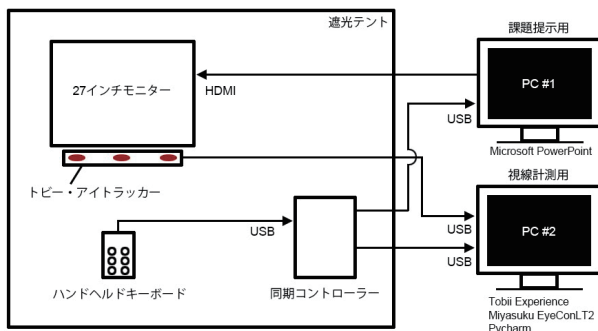 遮光テント
課題提示用
27インチモニター
HDMI
PC #1
USB
Microsoft PowerPoint
トビー・アイトラッカー
視線計測用
USB
USB
PC #2
USB
ハンドヘルドキーボード
同期コントローラー
Tobii Experience
Miyasuku EyeConLT2
Pycharm